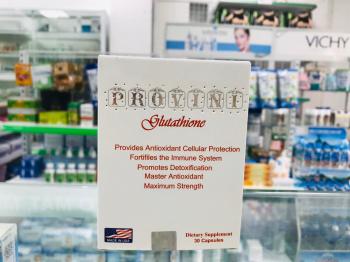 VICHY
PROVINI
Glutathione
Provides Antioxidant Cellular Protection
Fortifiles the Immune System
Promotes Detoxification
Master Antioxidant
Maximum Strength
MADE IN USA
Dietary Supplement
30 Capsules